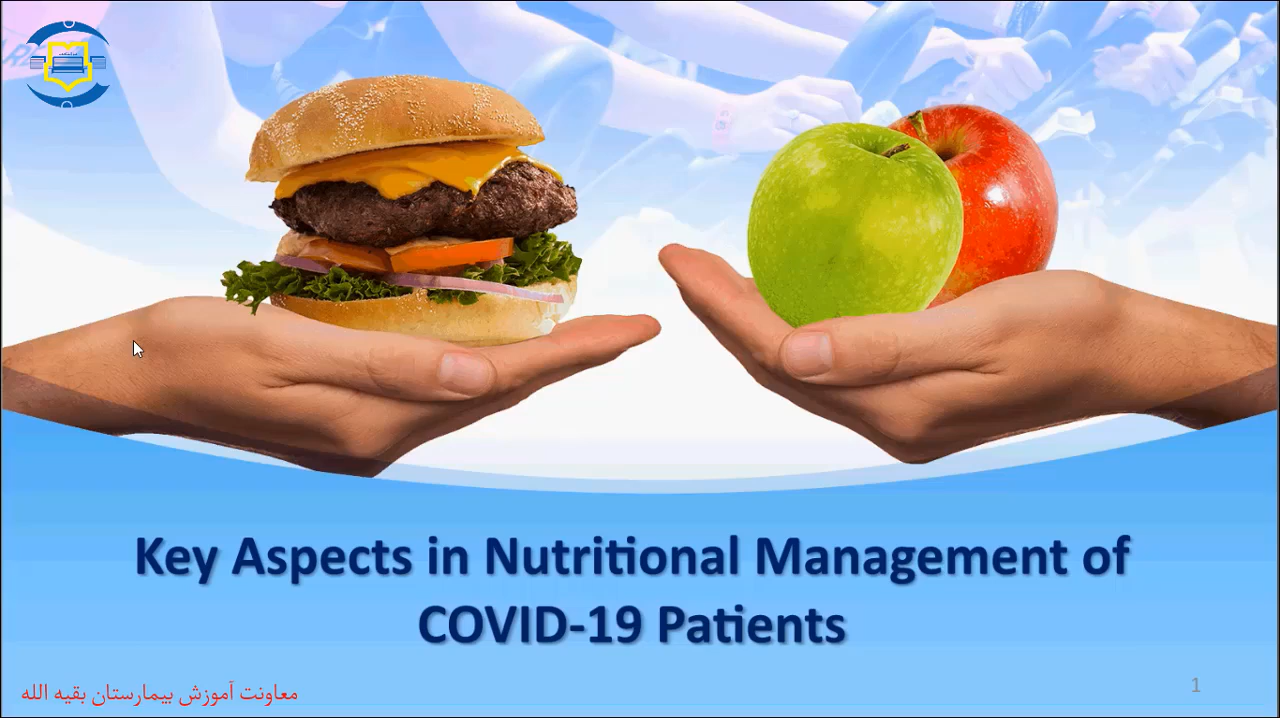 Key Aspects in Nutritional Management of
COVID-19 Patients
معاونت آموزش بیمارستان بقیه الله
1